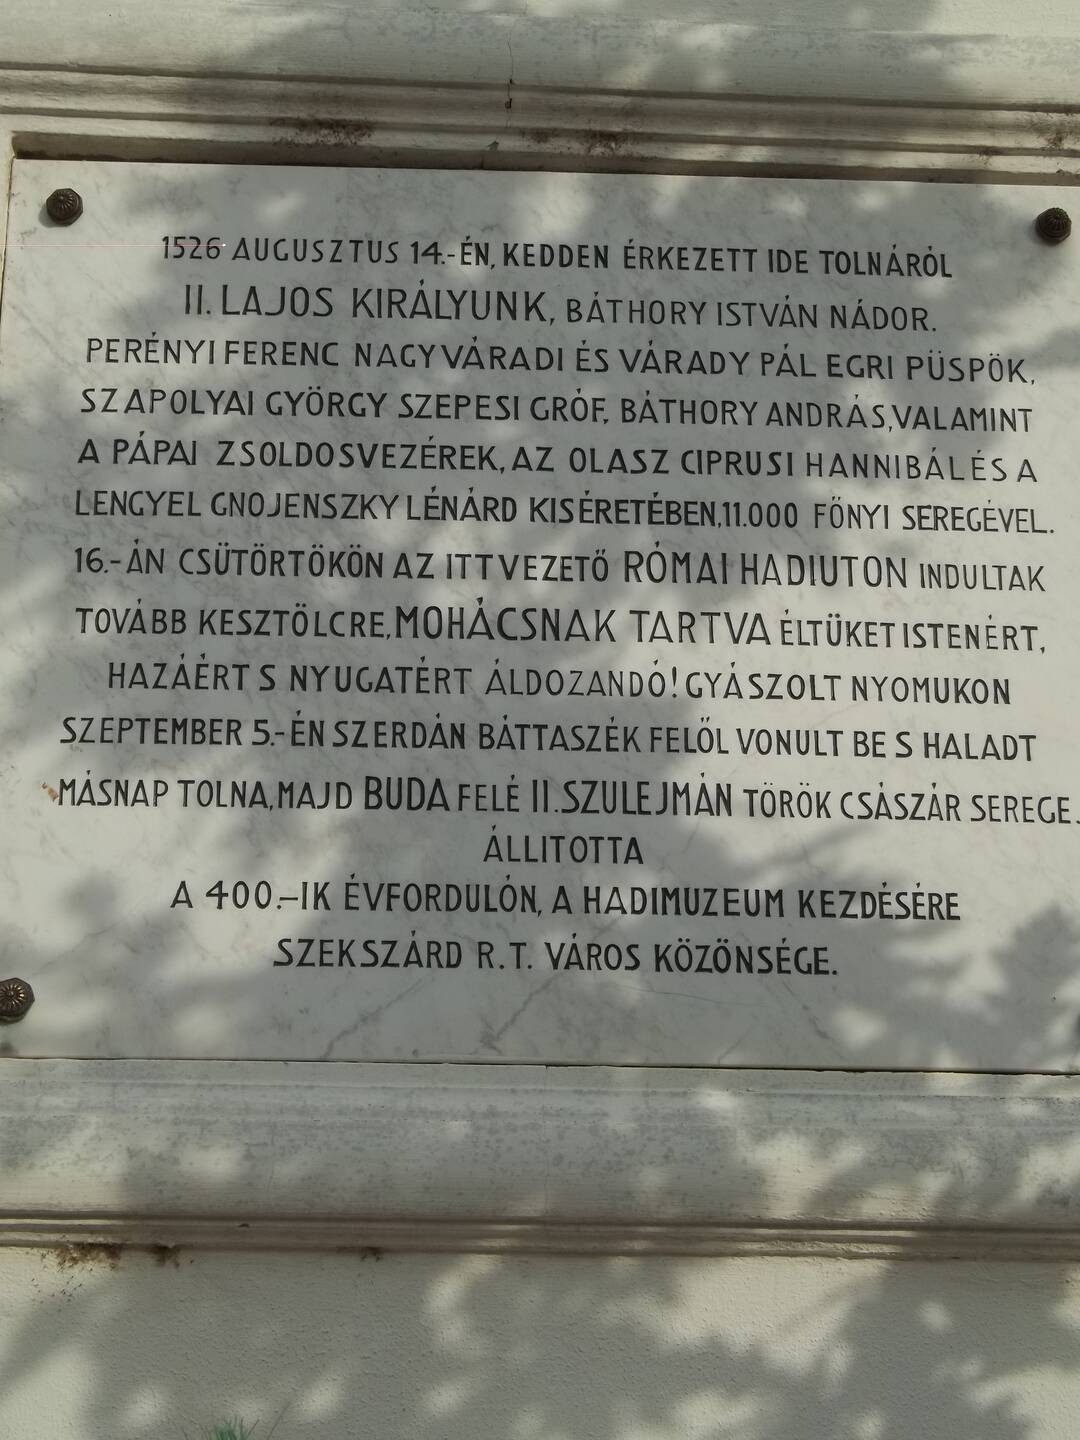 1526 AUGUSZTUS 14.-ÉN, KEDDEN ÉRKEZETT IDE TOLNÁRÓL
II. LAJOS KIRÁLYUNK, BÁTHORY ISTVÁN NÁDOR.
PERÉNYI FERENC NAGYVÁRADI ÉS VÁRADY PÁL EGRI PÜSPÖK,
SZAPOLYAI GYÖRGY SZEPESI GRÓF, BÁTHORY ANDRÁS, VALAMINT
A PÁPAI ZSOLDOSVEZÉREK, AZ OLASZ CIPRUSI HANNIBÁL ÉS A
LENGYEL GNOJENSZKY LÉNÁRD KISÉRETÉBEN, 11.000 FŐNYI SEREGÉVEL.
16.-ÁN CSÜTÖRTÖKÖN AZ ITT VEZETŐ RÓMAI HADIUTON INDULTAK
TOVÁBB KESZTÖLCRE, MOHÁCSNAK TARTVA ÉLTÜKET ISTENÉRT,
HAZÁÉRT S NYUGATÉRT ÁLDOZANDÓ! GYÁSZOLT NYOMUKON
SZEPTEMBER 5.-ÉN SZERDÁN BÁTTASZÉK FELŐL VONULT BE S HALADT
MÁSNAP TOLNA, MAJD BUDA FELÉ II. SZULEJMÁN TÖRÖK CSÁSZÁR SEREGE.
ÁLLITOTTA
A 400.-IK ÉVFORDULÓN, A HADIMUZEUM KEZDÉSÉRE
SZEKSZÁRD R.T. VÁROS KÖZÖNSÉGE.